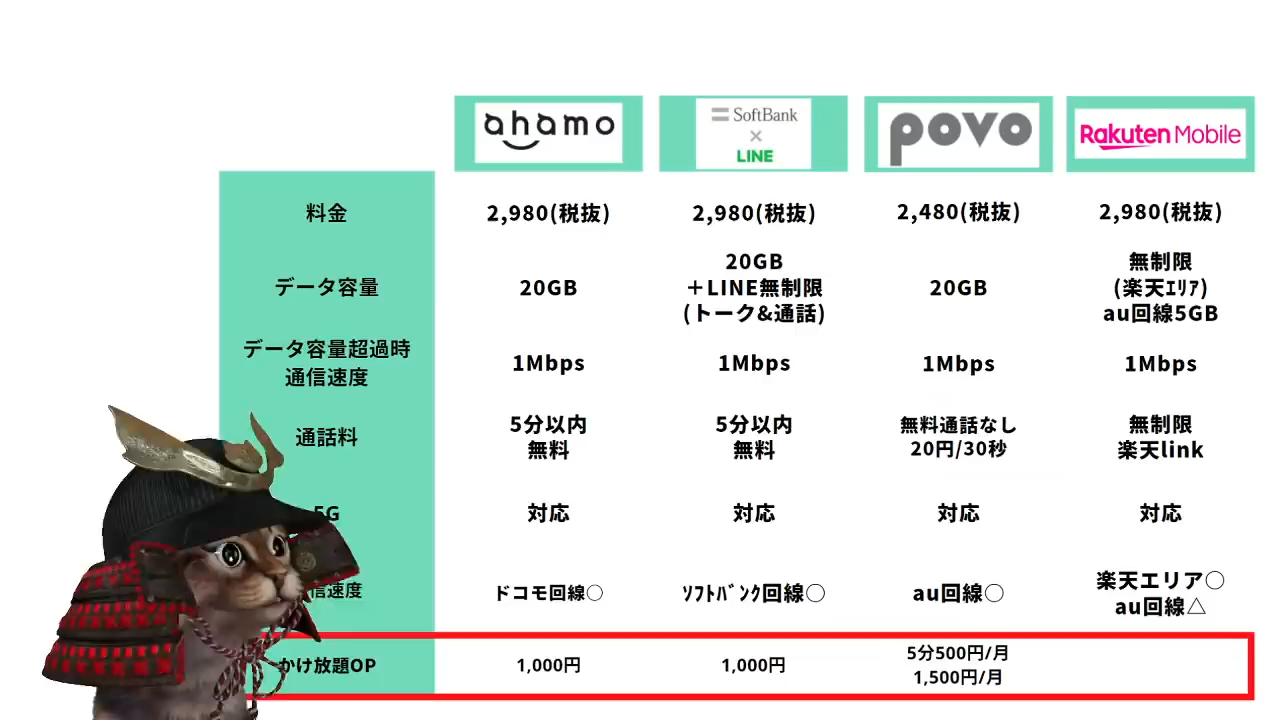 ahamo
SoftBank
×
LINE
povo
Rakuten Mobile
料金
2,980(税抜)
2,980(税抜)
2,480(税抜)
2,980(税抜)
データ容量
20GB
20GB
＋LINE無制限
(トーク&通話)
20GB
無制限
(楽天ｴﾘｱ)
au回線5GB
データ容量超過時
通信速度
1Mbps
1Mbps
1Mbps
1Mbps
通話料
5分以内
無料
5分以内
無料
無料通話なし
20円/30秒
無制限
楽天link
5G
対応
対応
対応
対応
信速度
ドコモ回線○
ｿﾌﾄﾊﾞﾝｸ回線○
au回線○
楽天エリア○
au回線△
かけ放題OP
1,000円
1,000円
5分500円/月
1,500円/月